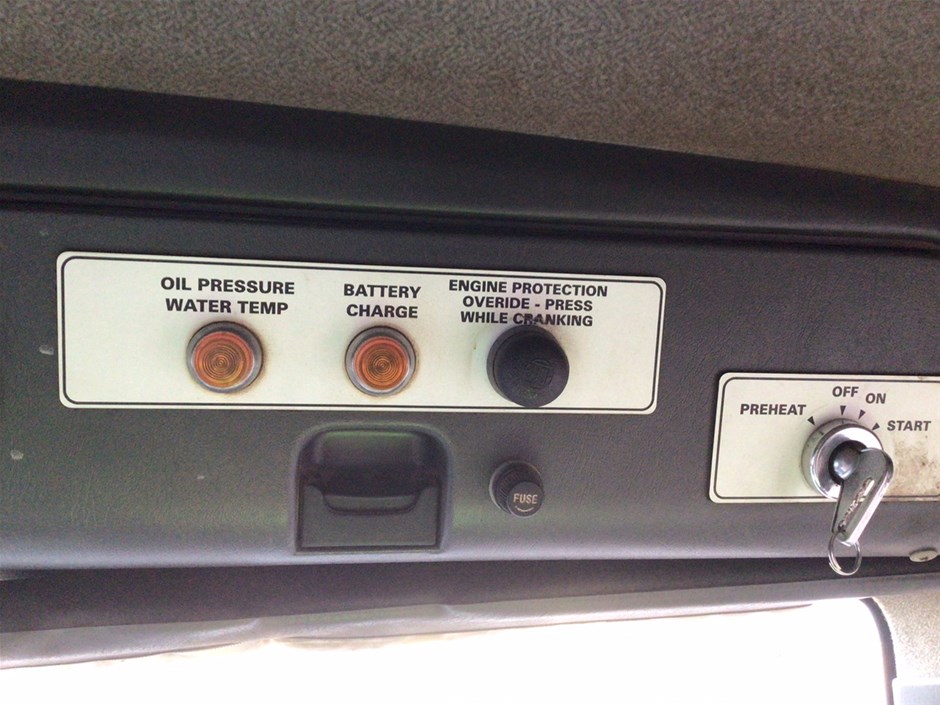 OIL PRESSURE
WATER TEMP
BATTERY
CHARGE
ENGINE PROTECTION
OVERIDE - PRESS
WHILE CRANKING
PREHEAT
OFF
ON
START
FUSE